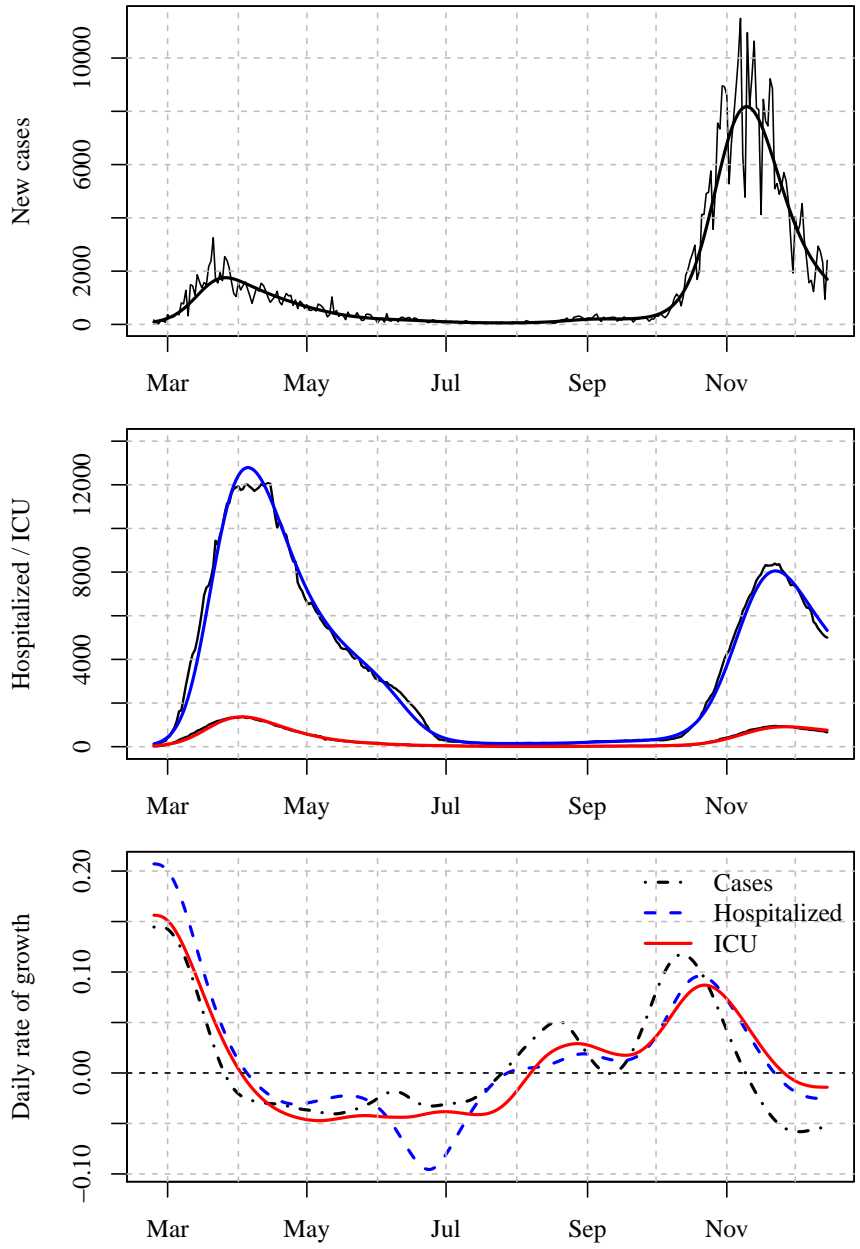 New cases
10000
6000
2000
0
Mar May Jul Sep Nov
Hospitalized / ICU
12000
8000
4000
0
Mar May Jul Sep Nov
Daily rate of growth
0.20
0.10
0.00
−0.10
Cases
Hospitalized
ICU
Mar May Jul Sep Nov